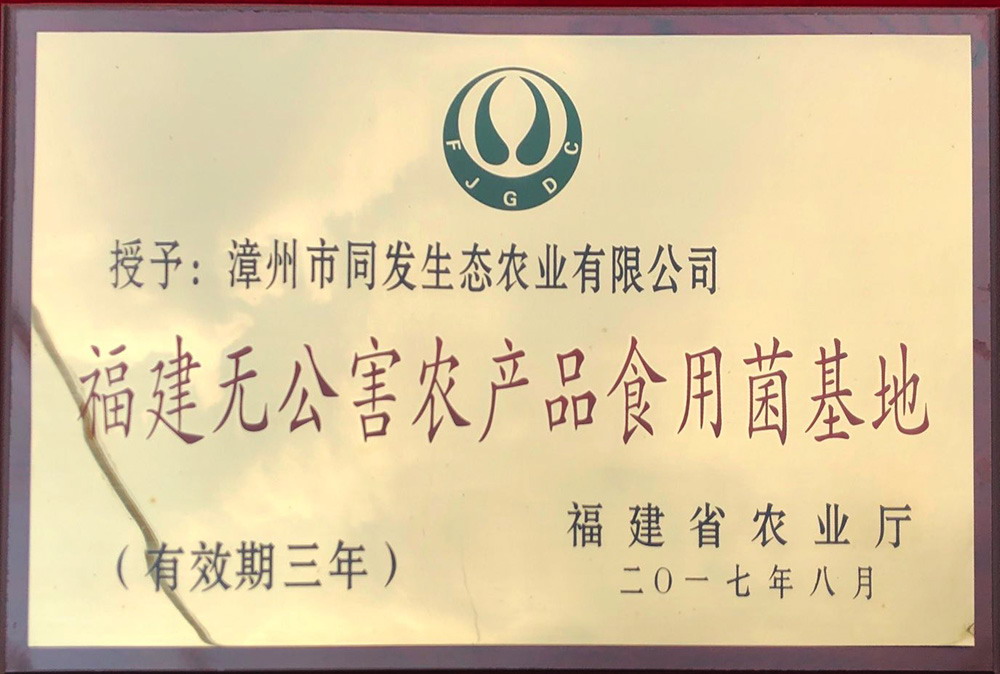 FJGDC
授予：漳州市同发生态农业有限公司
福建无公害农产品食用菌基地
福建省农业厅
（有效期三年）
二〇一七年八月